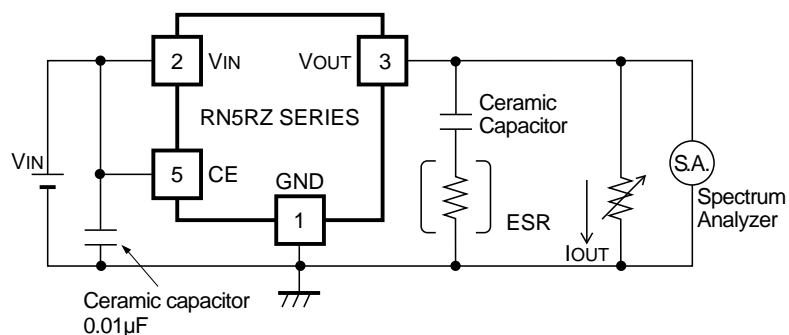 2
VIN
VOUT
3
RN5RZ SERIES
Ceramic
Capacitor
VIN
5
CE
GND
1
ESR
IOUT
S.A.
Spectrum
Analyzer
Ceramic capacitor
0.01µF